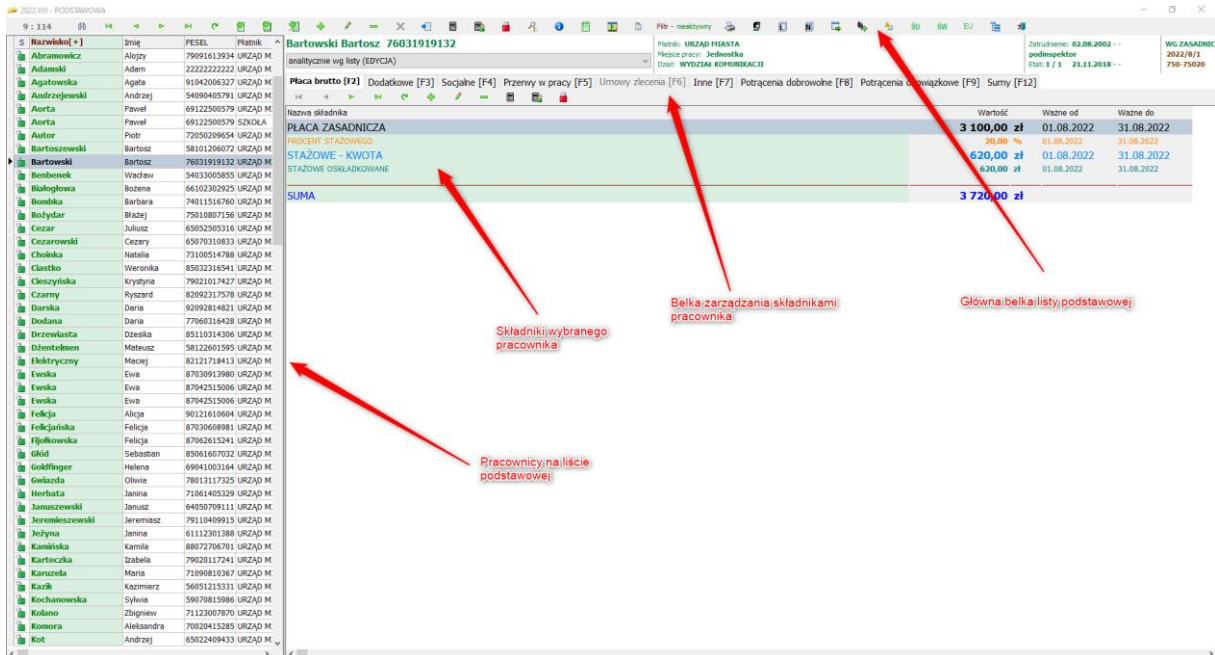 2022.VIII - PODSTAWOWA
9 : 114 Filtr - nieaktywny ŚU ŚW EU
S Nazwisko[+] Imię PESEL Płatnik
Abramowicz Alojzy 79091613934 URZĄD M
Adamski Adam 22222222222 URZĄD M
Agatowska Agata 91042006327 URZĄD M
Andrzejewski Andrzej 54090405791 URZĄD M
Aorta Paweł 69122500579 URZĄD M
Aorta Paweł 69122500579 SZKOŁA
Autor Piotr 72050209654 URZĄD M
Bartoszewski Bartosz 58101206072 URZĄD M
Bartowski Bartosz 76031919132 URZĄD M
Benbenek Wacław 54033005855 URZĄD M
Białogłowa Bożena 66102302925 URZĄD M
Bombka Barbara 74011516760 URZĄD M
Bożydar Błażej 75010807156 URZĄD M
Cezar Juliusz 65052505316 URZĄD M
Cezarowski Cezary 65070310833 URZĄD M
Choinka Natalia 73100514788 URZĄD M
Ciastko Weronika 85032316541 URZĄD M
Cieszyńska Krystyna 79021017427 URZĄD M
Czarny Ryszard 82092317578 URZĄD M
Darska Daria 92092814821 URZĄD M
Dodana Daria 77060316428 URZĄD M
Drzewiasta Dżesika 85110314306 URZĄD M
Dżentelmen Mateusz 58122601595 URZĄD M
Elektryczny Maciej 82121718413 URZĄD M
Ewska Ewa 87030913980 URZĄD M
Ewska Ewa 87042515006 URZĄD M
Ewska Ewa 87042515006 URZĄD M
Felicja Alicja 90121610604 URZĄD M
Felicjańska Felicja 87030608981 URZĄD M
Fijołkowska Felicja 87062615241 URZĄD M
Głód Sebastian 85061607032 URZĄD M
Goldfinger Helena 69041003164 URZĄD M
Gwiazda Oliwia 78013117325 URZĄD M
Herbata Janina 71061405329 URZĄD M
Januszewski Janusz 64050709111 URZĄD M
Jeremieszewski Jeremiasz 79110409915 URZĄD M
Jeżyna Janina 61112301388 URZĄD M
Kamińska Kamila 88072706701 URZĄD M
Karteczka Izabela 79020117241 URZĄD M
Karuzela Maria 71090810367 URZĄD M
Kazik Kazimierz 56051215331 URZĄD M
Kochanowska Sylwia 59070815986 URZĄD M
Kolano Zbigniew 71123007870 URZĄD M
Komora Aleksandra 70020415285 URZĄD M
Kot Andrzej 65022409433 URZĄD M
Bartowski Bartosz 76031919132
analitycznie wg listy (EDYCJA)
Płatnik: URZĄD MIASTA
Miejsce pracy: Jednostka
Dział: WYDZIAŁ KOMUNIKACJI
Zatrudnienie: 02.08.2002 - -
podinspektor
Etat: 1 / 1 21.11.2018 - -
WG ZASADNIC
2022/8/1
750-75020
Płaca brutto [F2] Dodatkowe [F3] Socjalne [F4] Przerwy w pracy [F5] Umowy zlecenia [F6] Inne [F7] Potrącenia dobrowolne [F8] Potrącenia obowiązkowe [F9] Sumy [F12]
Nazwa składnika Wartość Ważne od Ważne do
PŁACA ZASADNICZA 3 100,00 zł 01.08.2022 31.08.2022
PROCENT STAŻOWEGO 20,00 % 01.08.2022 31.08.2022
STAŻOWE - KWOTA 620,00 zł 01.08.2022 31.08.2022
STAŻOWE OSKŁADKOWANE 620,00 zł 01.08.2022 31.08.2022
SUMA 3 720,00 zł
Belka zarządzania składnikami
pracownika
Główna belka listy podstawowej
Składniki wybranego
pracownika
Pracownicy na liście
podstawowej